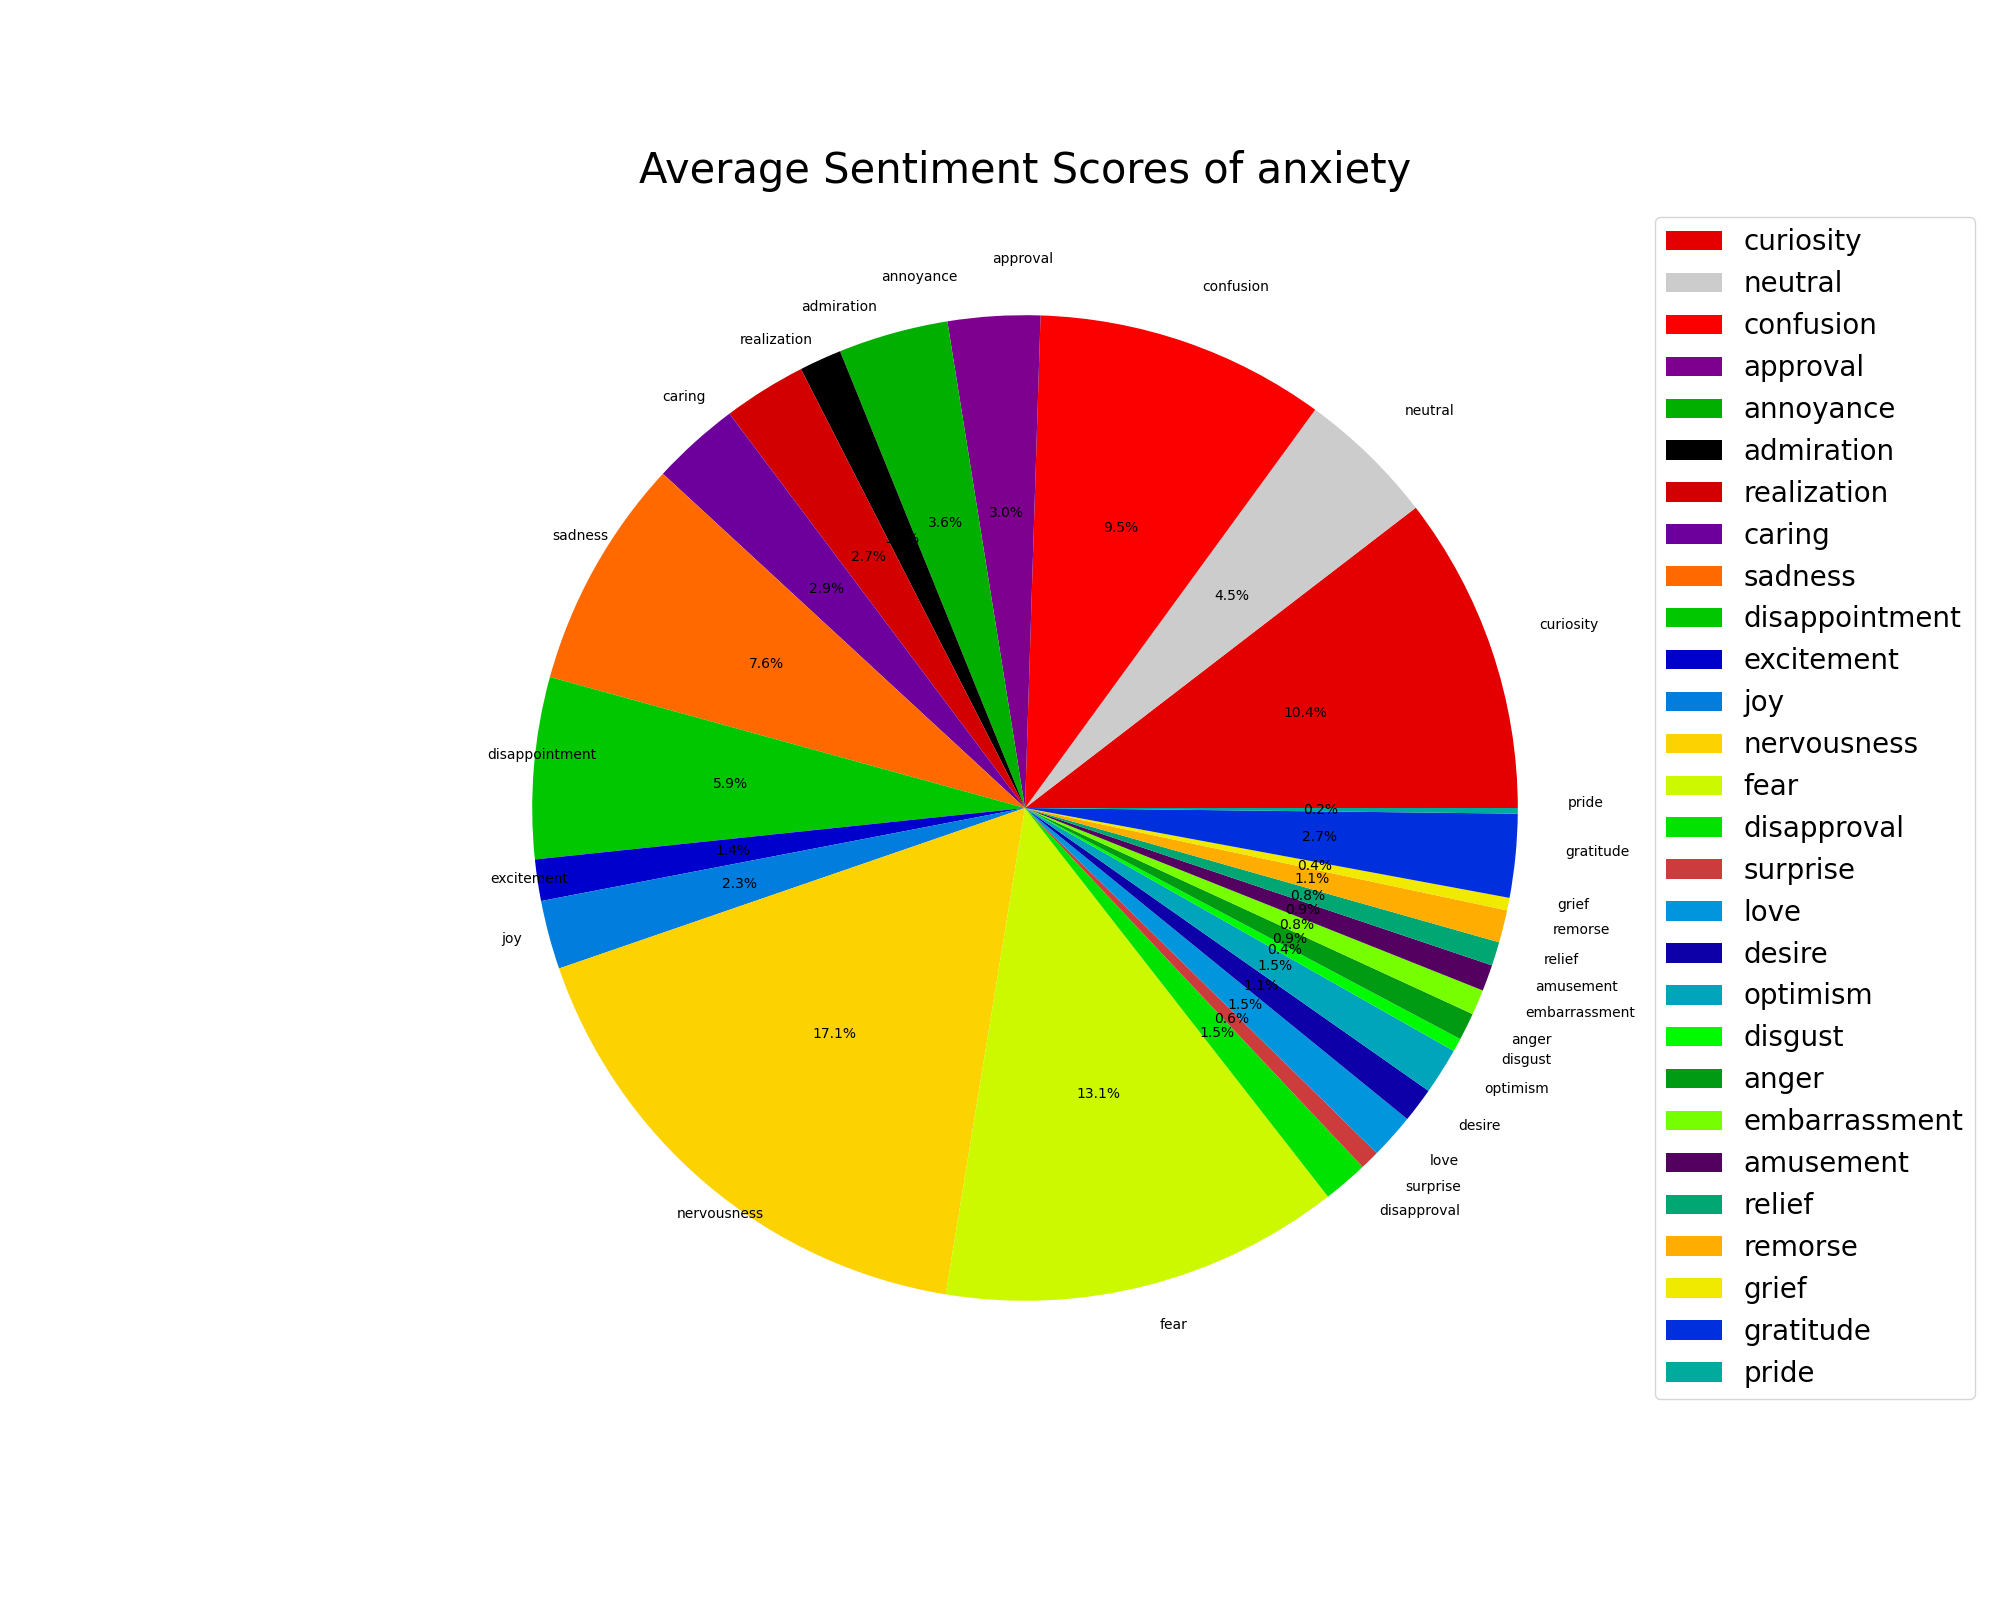 Average Sentiment Scores of anxiety
approval
annoyance
confusion
admiration
realization
caring
neutral
sadness
curiosity
disappointment
excitement
joy
nervousness
fear
disapproval
surprise
love
desire
optimism
disgust
anger
embarrassment
amusement
relief
remorse
grief
gratitude
pride
10.4%
4.5%
9.5%
3.0%
3.6%
2.7%
2.9%
7.6%
5.9%
1.4%
2.3%
17.1%
13.1%
1.5%
0.6%
1.5%
1.1%
1.5%
0.4%
0.9%
0.8%
0.9%
0.8%
1.1%
0.4%
2.7%
0.2%
curiosity
neutral
confusion
approval
annoyance
admiration
realization
caring
sadness
disappointment
excitement
joy
nervousness
fear
disapproval
surprise
love
desire
optimism
disgust
anger
embarrassment
amusement
relief
remorse
grief
gratitude
pride